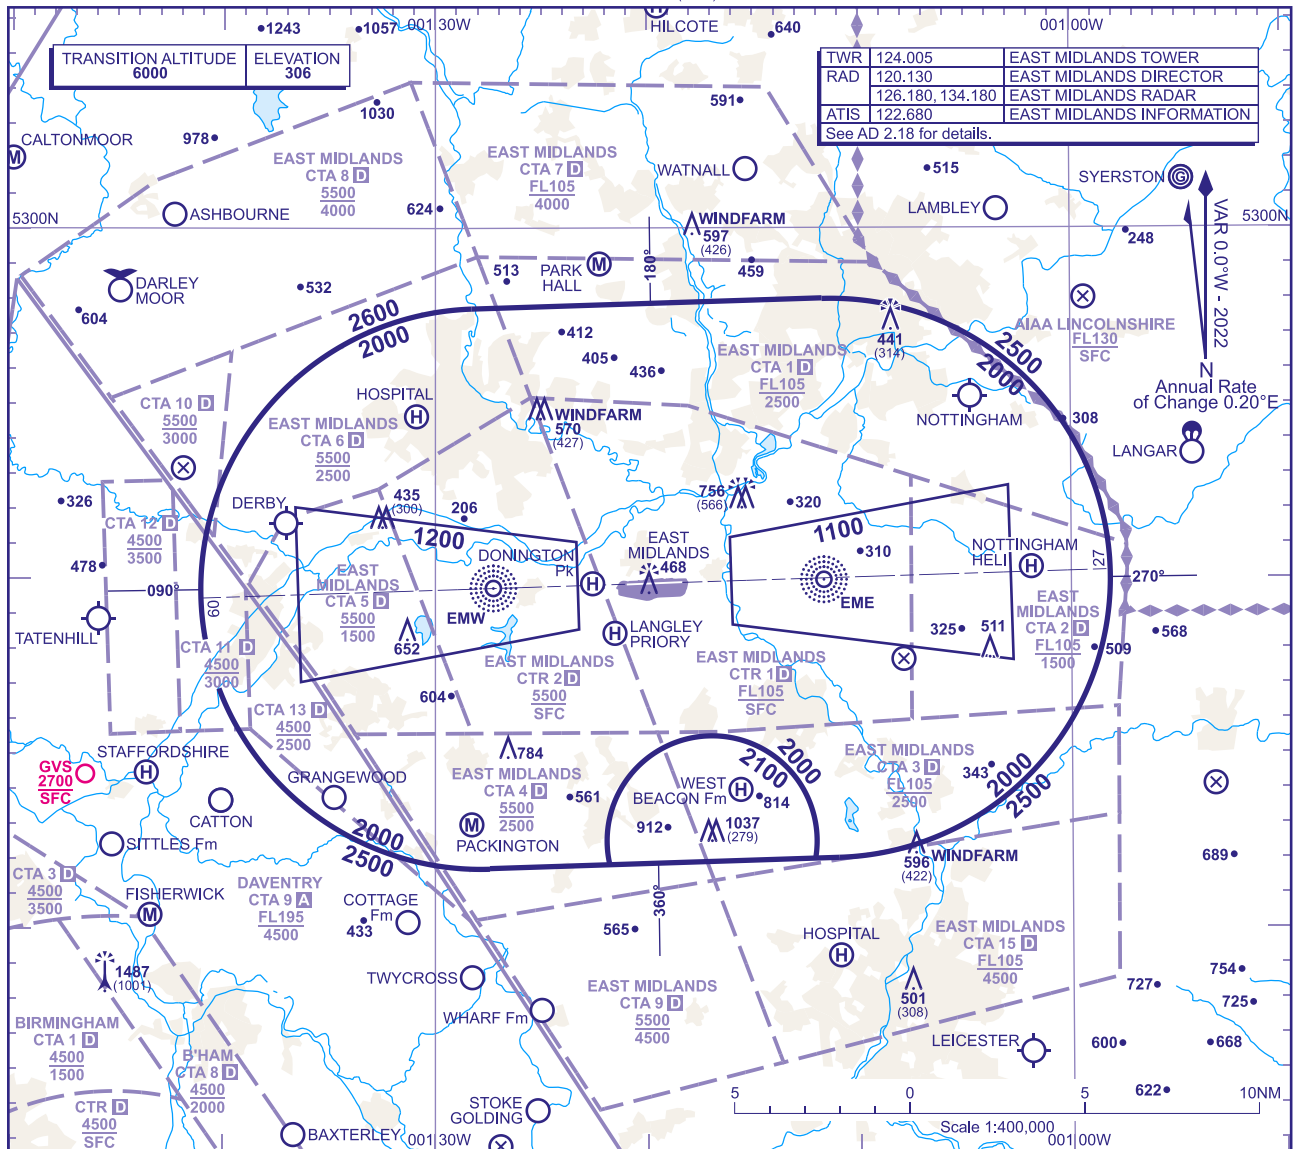 001:30W
001:00W
HILCOTE
1243
1057
640
TRANSITION ALTITUDE
6000
ELEVATION
306
TWR 124.005 EAST MIDLANDS TOWER
RAD 120.130 EAST MIDLANDS DIRECTOR
126.180, 134.180 EAST MIDLANDS RADAR
ATIS 122.680 EAST MIDLANDS INFORMATION
See AD 2.18 for details.
1030
591
978
CALTONMOOR
M
EAST MIDLANDS
CTA 8 D
5500
4000
EAST MIDLANDS
CTA 7 D
FL105
4000
WATNALL
515
SYERSTON
G
LAMBLEY
624
ASHBOURNE
5300N
5300N
WINDFARM
597
(426)
248
VAR 0.0°W - 2022
N
Annual Rate
of Change 0.20°E
DARLEY
MOOR
532
513
PARK
HALL
M
180°
459
604
2600
2000
412
405
436
EAST MIDLANDS
CTA 1 D
FL105
2500
441
(314)
2500
2000
AIAA LINCOLNSHIRE
FL130
SFC
CTA 10 D
5500
3000
HOSPITAL
H
EAST MIDLANDS
CTA 6 D
5500
2500
WINDFARM
570
(427)
NOTTINGHAM
308
LANGAR
326
DERBY
435
(300)
206
756
(566)
320
CTA 12 D
4500
3500
1200
1100
478
DONINGTON
Pk
H
EAST
MIDLANDS
468
310
NOTTINGHAM
HELI
H
090°
09
27
270°
EAST
MIDLANDS
CTA 5 D
5500
1500
EMW
EME
EAST
MIDLANDS
CTA 2 D
FL105
1500
TATENHILL
652
H
LANGLEY
PRIORY
325
511
568
509
CTA 11 D
4500
3000
EAST MIDLANDS
CTR 2 D
5500
SFC
EAST MIDLANDS
CTR 1 D
FL105
SFC
604
CTA 13 D
4500
2500
STAFFORDSHIRE
H
GVS
2700
SFC
784
GRANGEWOOD
EAST MIDLANDS
CTA 4 D
5500
2500
2000
2100
WEST
BEACON Fm
H
814
EAST MIDLANDS
CTA 3 D
FL105
2500
343
2000
2500
561
CATTON
SITTLES Fm
2000
2500
M
PACKINGTON
912
1037
(279)
596
(422)
WINDFARM
689
CTA 3 D
4500
3500
FISHERWICK
M
DAVENTRY
CTA 9 A
FL195
4500
COTTAGE
Fm
433
360°
565
HOSPITAL
H
EAST MIDLANDS
CTA 15 D
FL105
4500
1487
(1001)
TWYCROSS
EAST MIDLANDS
CTA 9 D
5500
4500
501
(308)
754
727
725
WHARF Fm
BIRMINGHAM
CTA 1 D
4500
1500
B'HAM
CTA 8 D
4500
2000
LEICESTER
600
668
622
CTR D
4500
SFC
STOKE
GOLDING
BAXTERLEY
001:30W
5 0 5 10NM
Scale 1:400,000
001:00W